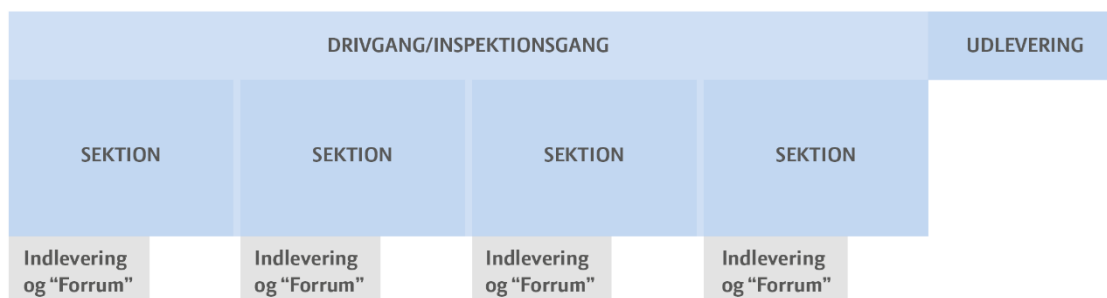 DRIVGANG/INSPEKTIONSGANG
UDLEVERING
SEKTION
SEKTION
SEKTION
SEKTION
Indlevering
og “Forrum”
Indlevering
og “Forrum”
Indlevering
og “Forrum”
Indlevering
og “Forrum”